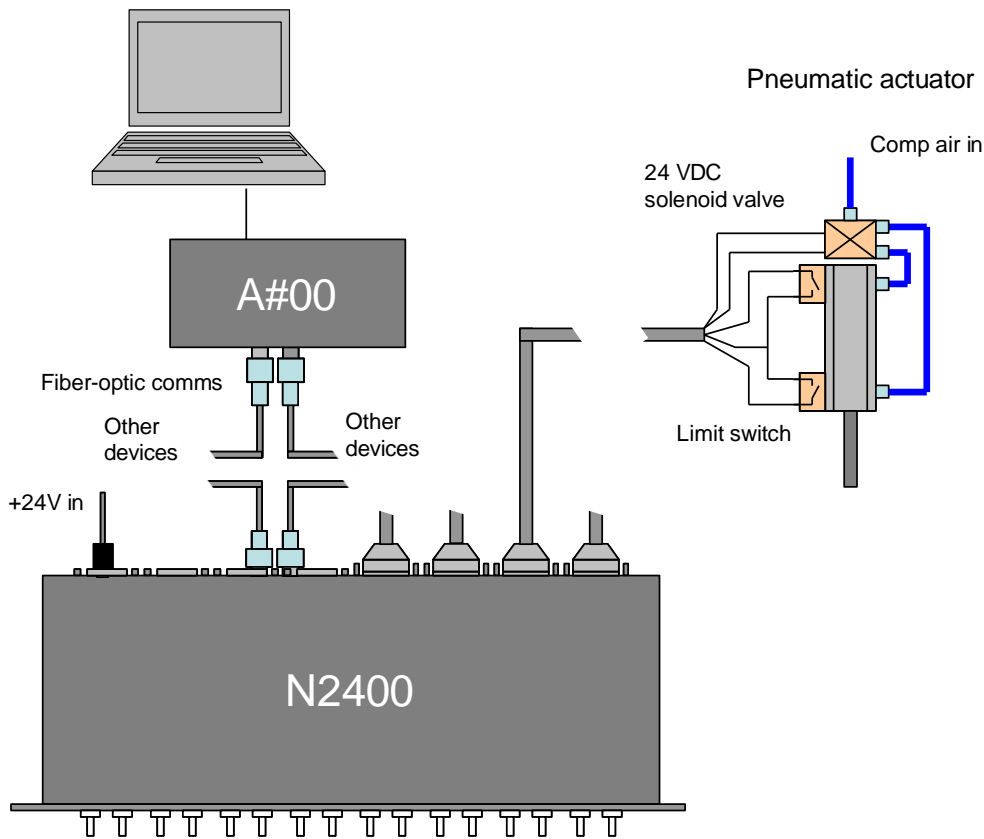 Pneumatic actuator
Comp air in
24 VDC
solenoid valve
A#00
Fiber-optic comms
Other
devices
Other
devices
Limit switch
+24V in
N2400